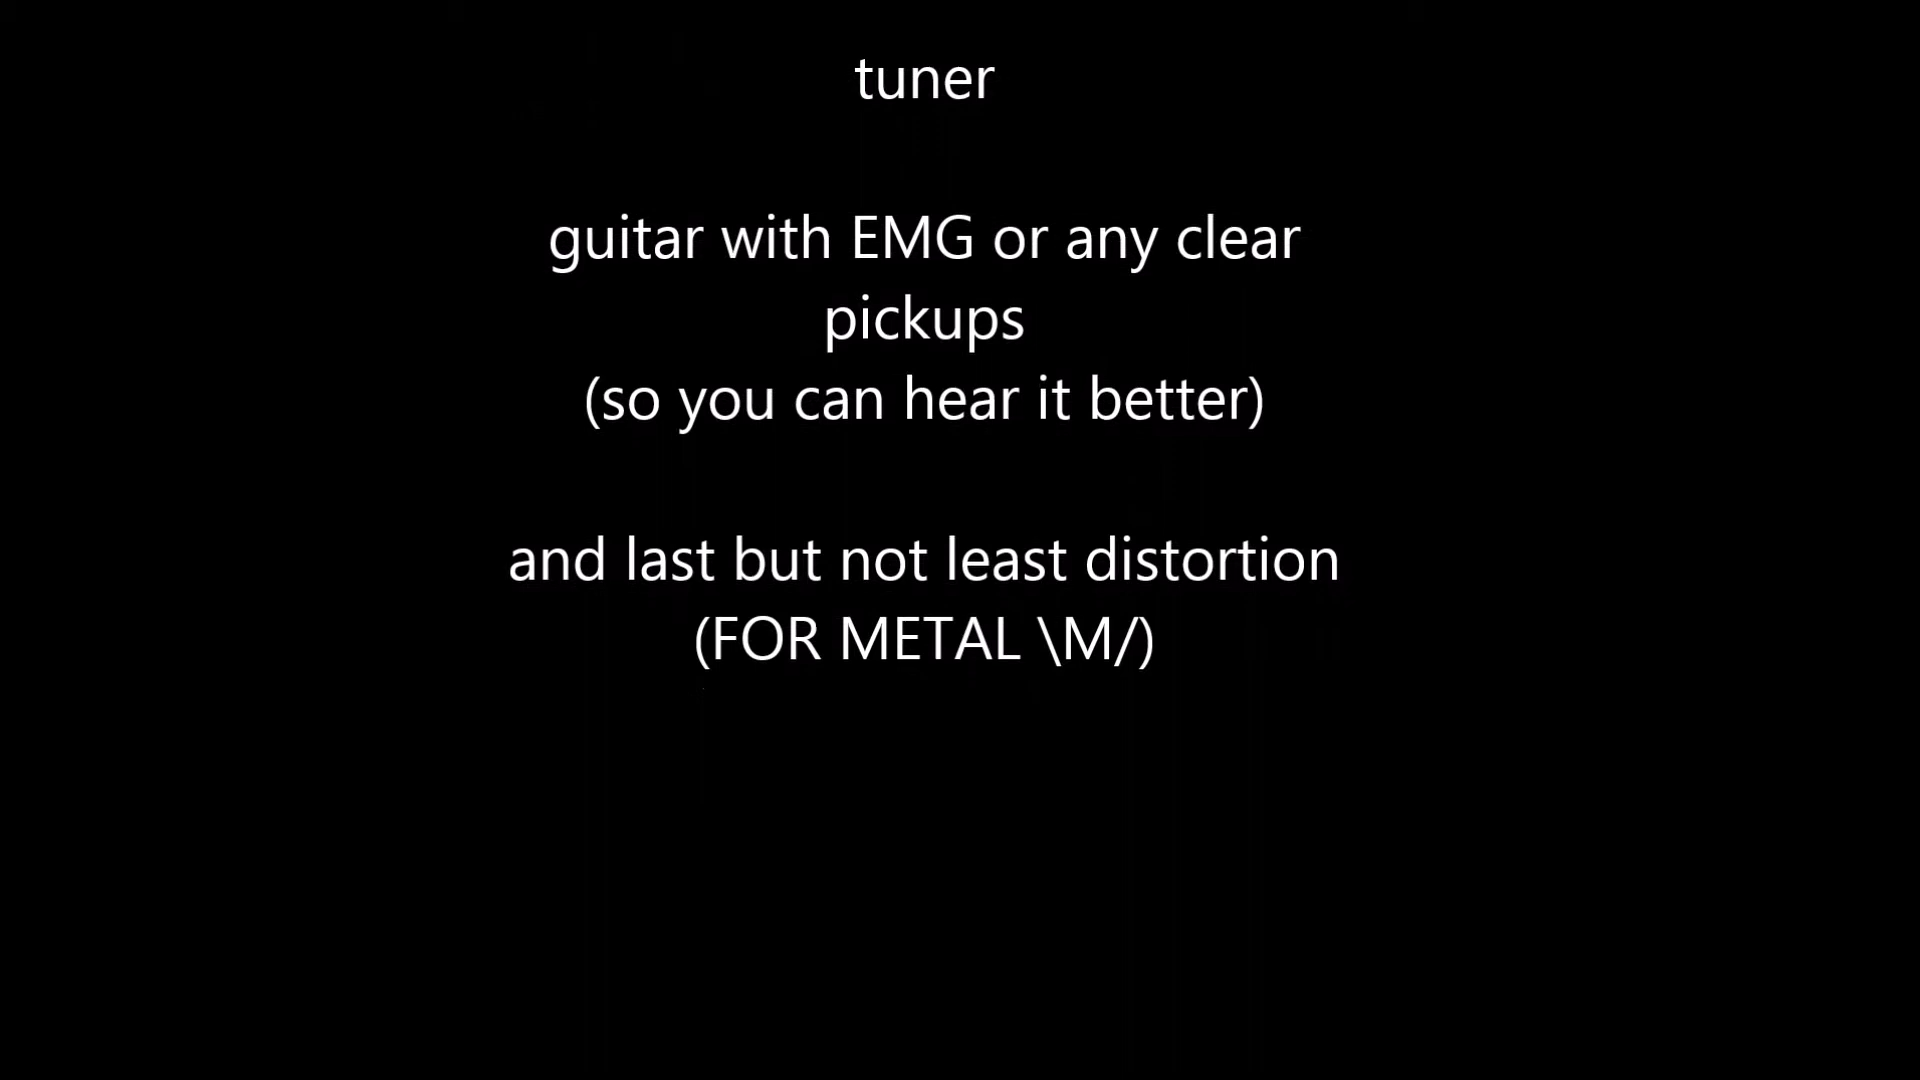 tuner
guitar with EMG or any clear
pickups
(so you can hear it better)
and last but not least distortion
(FOR METAL \M/)